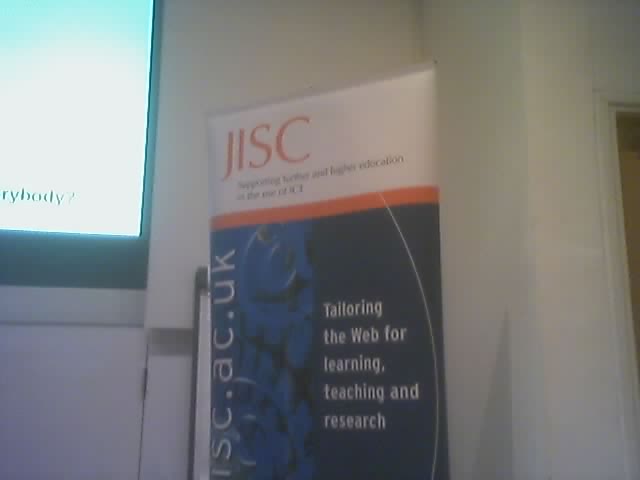 rybody?
JISC
Supporting further and higher education
in the use of ICT
isc.ac.uk
Tailoring
the Web for
learning,
teaching and
research